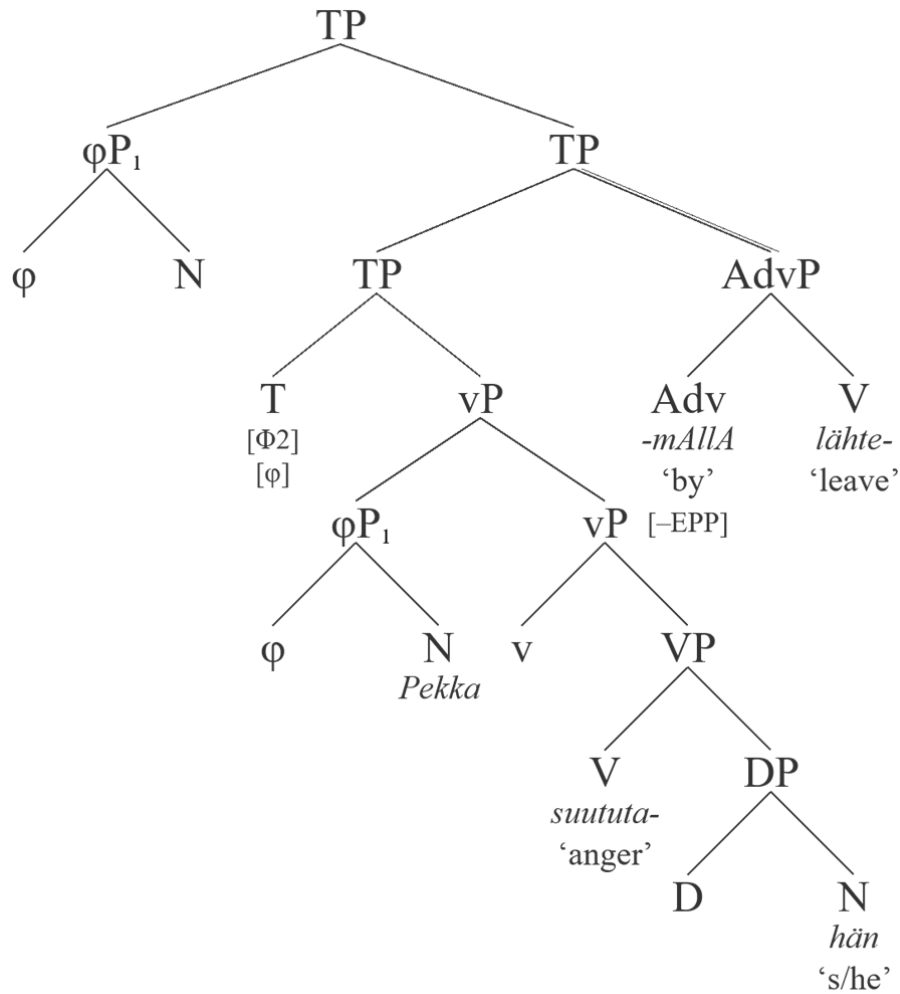 TP
φP₁ TP
φ N TP AdvP
T vP Adv V
[Φ2] -mAllA lähte-
[φ] ‘by’ ‘leave’
φP₁ vP [–EPP]
φ N v VP
Pekka
V DP
suututa-
‘anger’
D N
hän
‘s/he’